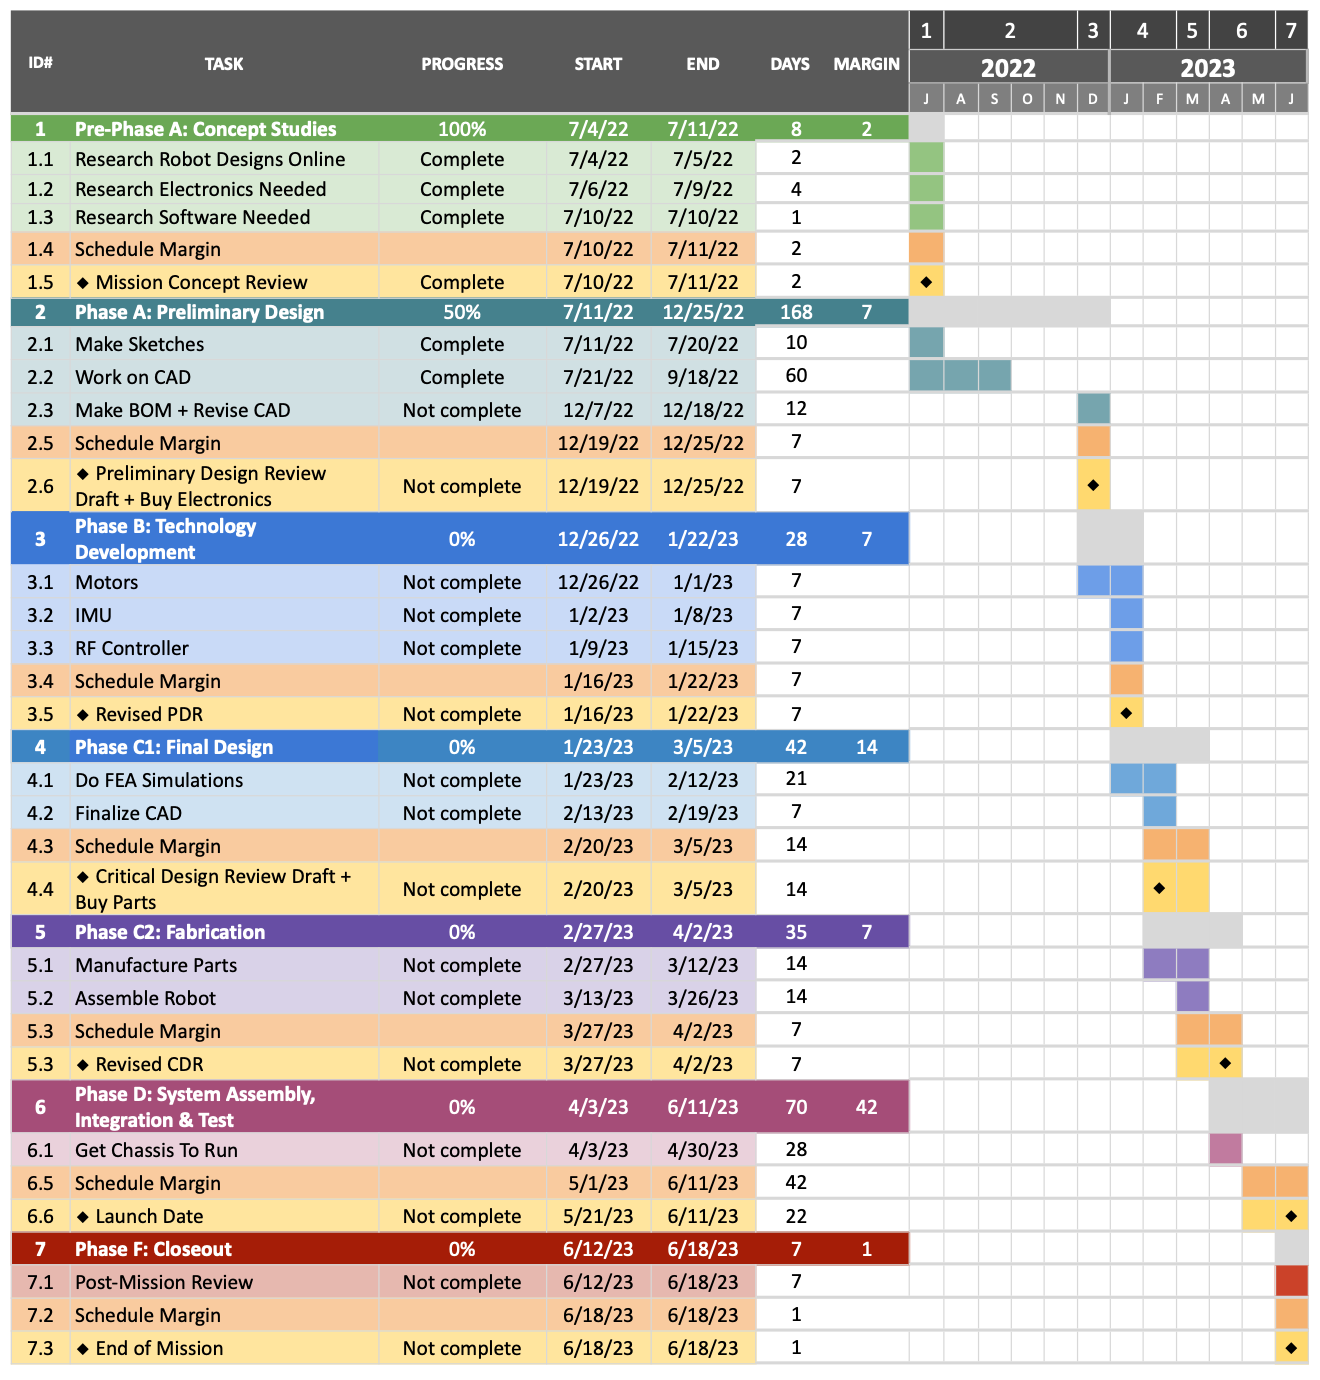 1 2 3 4 5 6 7
ID# TASK PROGRESS START END DAYS MARGIN 2022 2023
J A S O N D J F M A M J
1 Pre-Phase A: Concept Studies 100% 7/4/22 7/11/22 8 2
1.1 Research Robot Designs Online Complete 7/4/22 7/5/22 2
1.2 Research Electronics Needed Complete 7/6/22 7/9/22 4
1.3 Research Software Needed Complete 7/10/22 7/10/22 1
1.4 Schedule Margin 7/10/22 7/11/22 2
1.5 ◆ Mission Concept Review Complete 7/10/22 7/11/22 2 ◆
2 Phase A: Preliminary Design 50% 7/11/22 12/25/22 168 7
2.1 Make Sketches Complete 7/11/22 7/20/22 10
2.2 Work on CAD Complete 7/21/22 9/18/22 60
2.3 Make BOM + Revise CAD Not complete 12/7/22 12/18/22 12
2.5 Schedule Margin 12/19/22 12/25/22 7
2.6 ◆ Preliminary Design Review
Draft + Buy Electronics Not complete 12/19/22 12/25/22 7 ◆
3 Phase B: Technology
Development 0% 12/26/22 1/22/23 28 7
3.1 Motors Not complete 12/26/22 1/1/23 7
3.2 IMU Not complete 1/2/23 1/8/23 7
3.3 RF Controller Not complete 1/9/23 1/15/23 7
3.4 Schedule Margin 1/16/23 1/22/23 7
3.5 ◆ Revised PDR Not complete 1/16/23 1/22/23 7 ◆
4 Phase C1: Final Design 0% 1/23/23 3/5/23 42 14
4.1 Do FEA Simulations Not complete 1/23/23 2/12/23 21
4.2 Finalize CAD Not complete 2/13/23 2/19/23 7
4.3 Schedule Margin 2/20/23 3/5/23 14
4.4 ◆ Critical Design Review Draft +
Buy Parts Not complete 2/20/23 3/5/23 14 ◆
5 Phase C2: Fabrication 0% 2/27/23 4/2/23 35 7
5.1 Manufacture Parts Not complete 2/27/23 3/12/23 14
5.2 Assemble Robot Not complete 3/13/23 3/26/23 14
5.3 Schedule Margin 3/27/23 4/2/23 7
5.3 ◆ Revised CDR Not complete 3/27/23 4/2/23 7 ◆
6 Phase D: System Assembly,
Integration & Test 0% 4/3/23 6/11/23 70 42
6.1 Get Chassis To Run Not complete 4/3/23 4/30/23 28
6.5 Schedule Margin 5/1/23 6/11/23 42
6.6 ◆ Launch Date Not complete 5/21/23 6/11/23 22 ◆
7 Phase F: Closeout 0% 6/12/23 6/18/23 7 1
7.1 Post-Mission Review Not complete 6/12/23 6/18/23 7
7.2 Schedule Margin 6/18/23 6/18/23 1
7.3 ◆ End of Mission Not complete 6/18/23 6/18/23 1 ◆